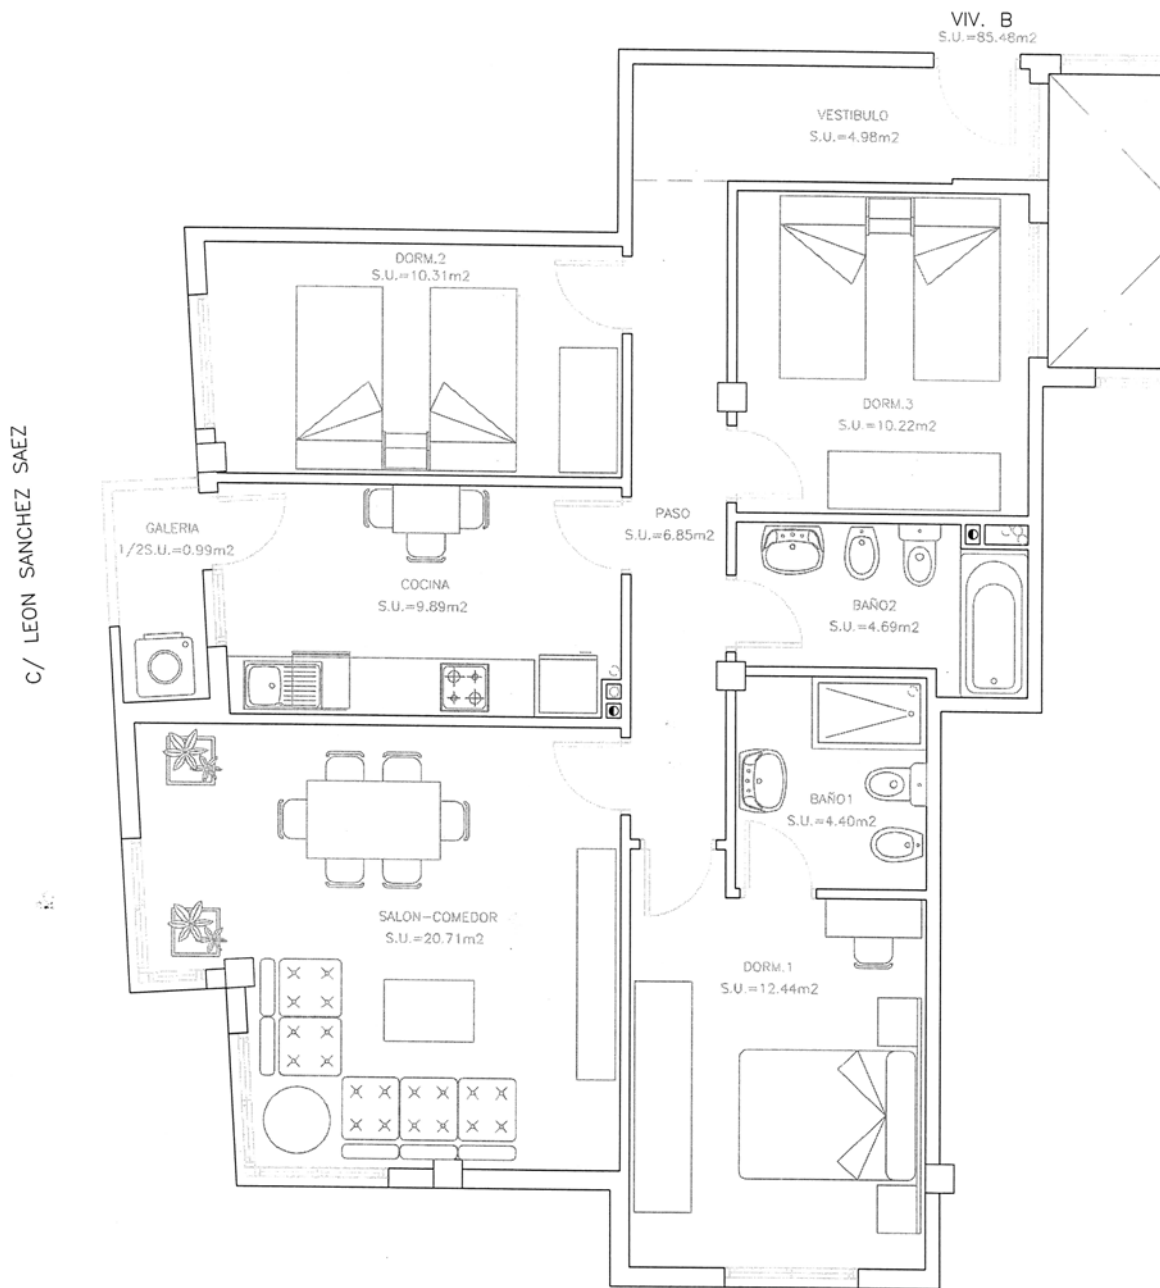 VIV. B
S.U.=85.48m2
VESTIBULO
S.U.=4.98m2
DORM.2
S.U.=10.31m2
DORM.3
S.U.=10.22m2
C/ LEON SANCHEZ SAEZ
GALERIA
1/2S.U.=0.99m2
PASO
S.U.=6.85m2
COCINA
S.U.=9.89m2
BAÑO2
S.U.=4.69m2
BAÑO1
S.U.=4.40m2
SALON-COMEDOR
S.U.=20.71m2
DORM.1
S.U.=12.44m2